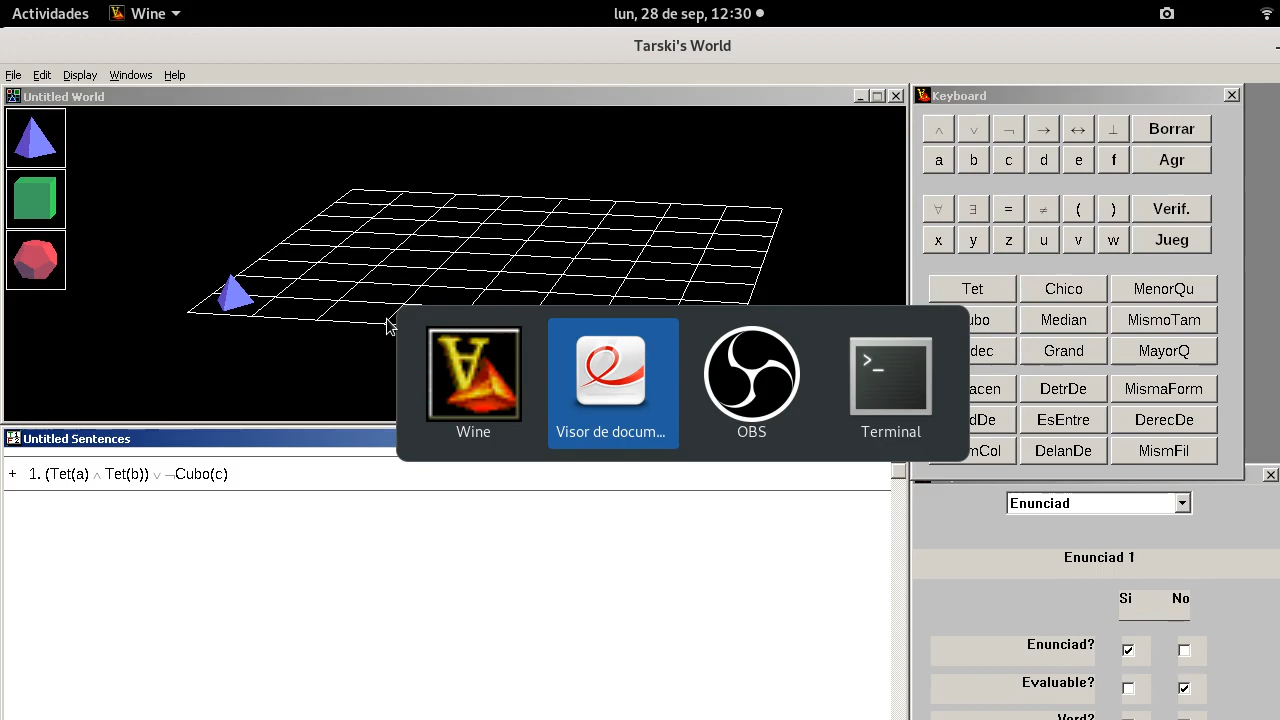 Actividades Wine lun, 28 de sep, 12:30
Tarski's World
File Edit Display Windows Help
Untitled World
Keyboard
∧ ∨ ¬ → ↔ ⊥ Borrar
a b c d e f Agr
∀ ∃ = ≠ ( ) Verif.
x y z u v w Jueg
Tet Chico MenorQu
ubo Median MismoTam
dec Grand MayorQ
acen DetrDe MismaForm
dDe EsEntre DerecDe
mCol DelanDe MismFil
Wine Visor de docum... OBS Terminal
Untitled Sentences
+ 1. (Tet(a) ∧ Tet(b)) ∨ ¬Cubo(c)
Enunciad
Enunciad 1
Si No
Enunciad?
Evaluable?